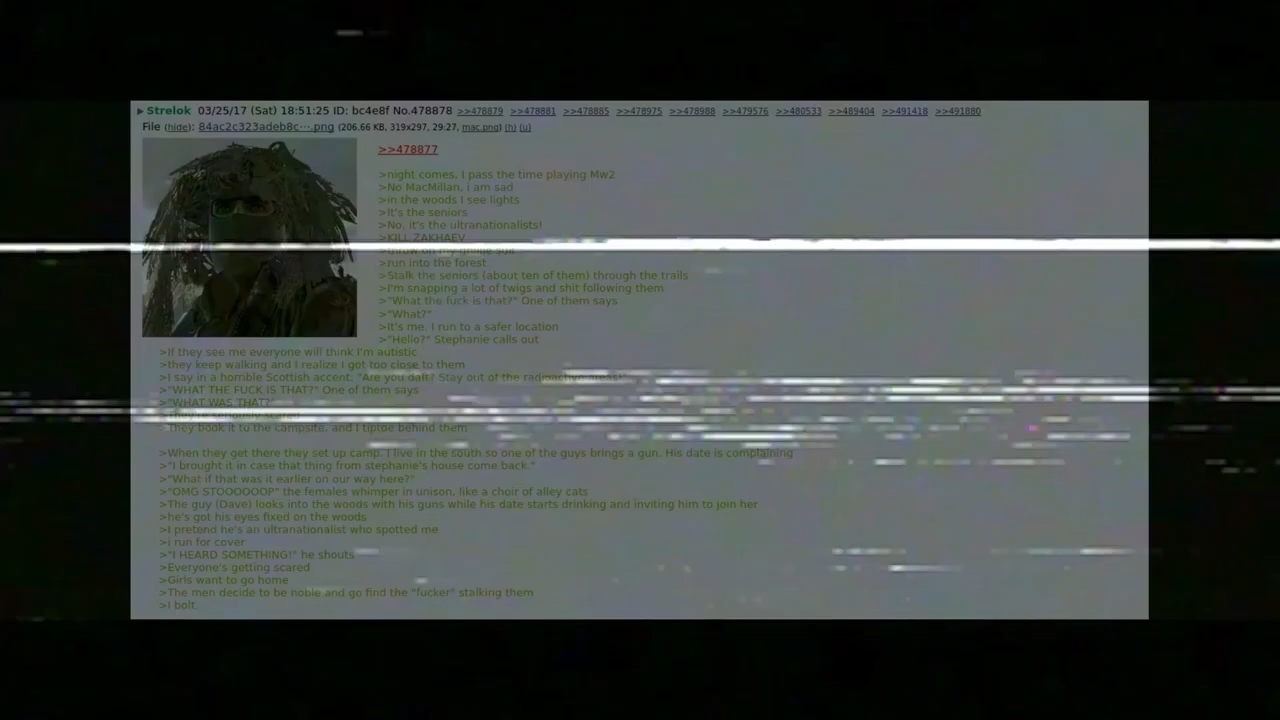 ▶Strelok 03/25/17 (Sat) 18:51:25 ID: bc4e8f No.478878 >>478879 >>478881 >>478885 >>478975 >>478988 >>479576 >>480533 >>489404 >>491418 >>491880
File (hide): 84ac2c323adeb8c···.png (206.66 KB, 319x297, 29:27, mac.png) (h) (u)
>>478877
>night comes, I pass the time playing Mw2
>No MacMillan, i am sad
>in the woods I see lights
>It's the seniors
>No, it's the ultranationalists!
>KILL ZAKHAEV
>throw on my ghillie suit
>run into the forest
>Stalk the seniors (about ten of them) through the trails
>I'm snapping a lot of twigs and shit following them
>"What the fuck is that?" One of them says
>"What?"
>it's me. I run to a safer location
>"Hello?" Stephanie calls out
>If they see me everyone will think I'm autistic
>they keep walking and I realize I got too close to them
>I say in a horrible Scottish accent: "Are you daft? Stay out of the radioactive areas!"
>"WHAT THE FUCK IS THAT?" One of them says
>"WHAT WAS THAT?"
>They're seriously scared
>They book it to the campsite, and I tiptoe behind them
>When they get there they set up camp. I live in the south so one of the guys brings a gun. His date is complaining
>"I brought it in case that thing from stephanie's house come back."
>"What if that was it earlier on our way here?"
>"OMG STOOOOOOP" the females whimper in unison, like a choir of alley cats
>The guy (Dave) looks into the woods with his guns while his date starts drinking and inviting him to join her
>he's got his eyes fixed on the woods
>I pretend he's an ultranationalist who spotted me
>i run for cover
>"I HEARD SOMETHING!" he shouts
>Everyone's getting scared
>Girls want to go home
>The men decide to be noble and go find the "fucker" stalking them
>I bolt.